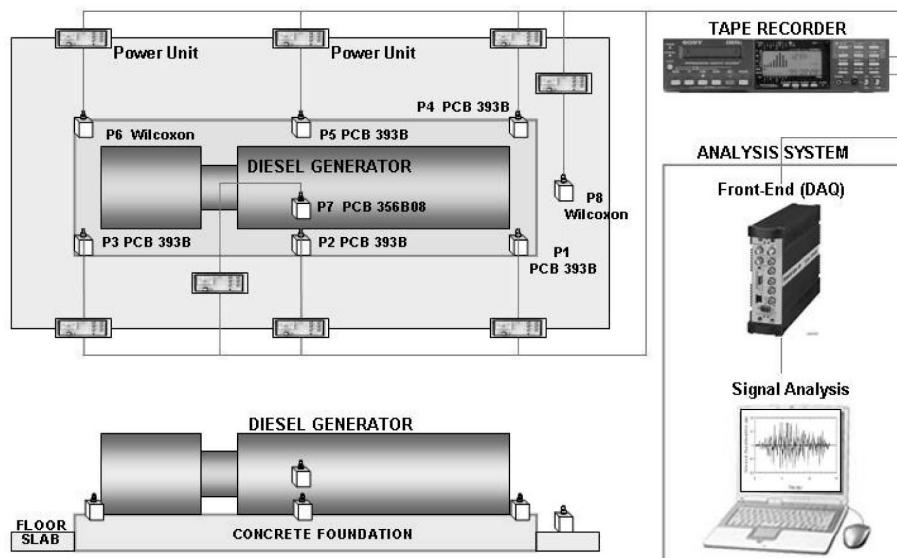 Power Unit
Power Unit
TAPE RECORDER
SONY
P4 PCB 393B
P6 Wilcoxon
P5 PCB 393B
ANALYSIS SYSTEM
DIESEL GENERATOR
Front-End (DAQ)
P7 PCB 356B08
P8
Wilcoxon
P3 PCB 393B
P2 PCB 393B
P1
PCB 393B
Signal Analysis
DIESEL GENERATOR
FLOOR
SLAB
CONCRETE FOUNDATION